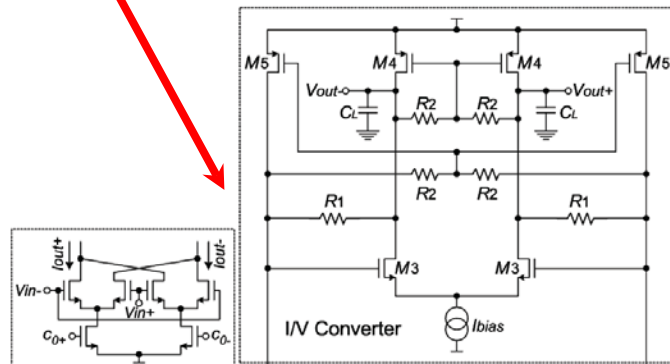 M5 M4 M4 M5
Vout- Vout+
CL R2 R2 CL
R2 R2
R1 R1
M3 M3
Iout+ Iout-
Vin- Vin+
C0+ C0-
I/V Converter Ibias